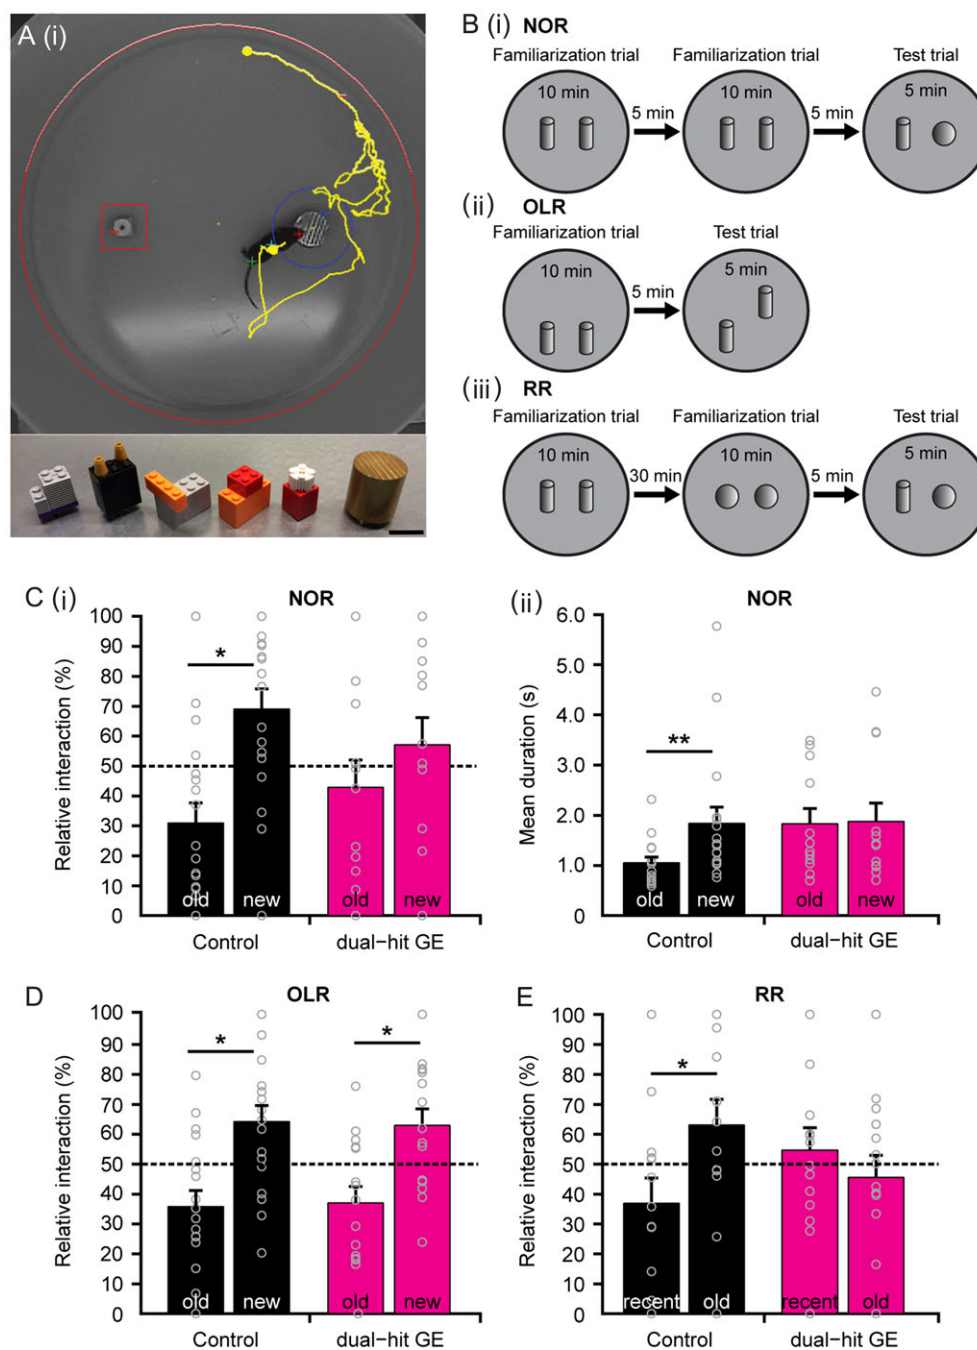 A (i)
B (i) NOR
Familiarization trial Familiarization trial Test trial
10 min 10 min 5 min
5 min 5 min
(ii) OLR
Familiarization trial Test trial
10 min 5 min
5 min
(iii) RR
Familiarization trial Familiarization trial Test trial
10 min 10 min 5 min
30 min 5 min
C (i) NOR
Relative interaction (%)
100
90
80
70
60
50
40
30
20
10
0
*
old new old new
Control dual-hit GE
(ii) NOR
Mean duration (s)
6.0
5.0
4.0
3.0
2.0
1.0
0
**
old new old new
Control dual-hit GE
D OLR
Relative interaction (%)
100
90
80
70
60
50
40
30
20
10
0
* *
old new old new
Control dual-hit GE
E RR
Relative interaction (%)
100
90
80
70
60
50
40
30
20
10
0
*
recent old recent old
Control dual-hit GE